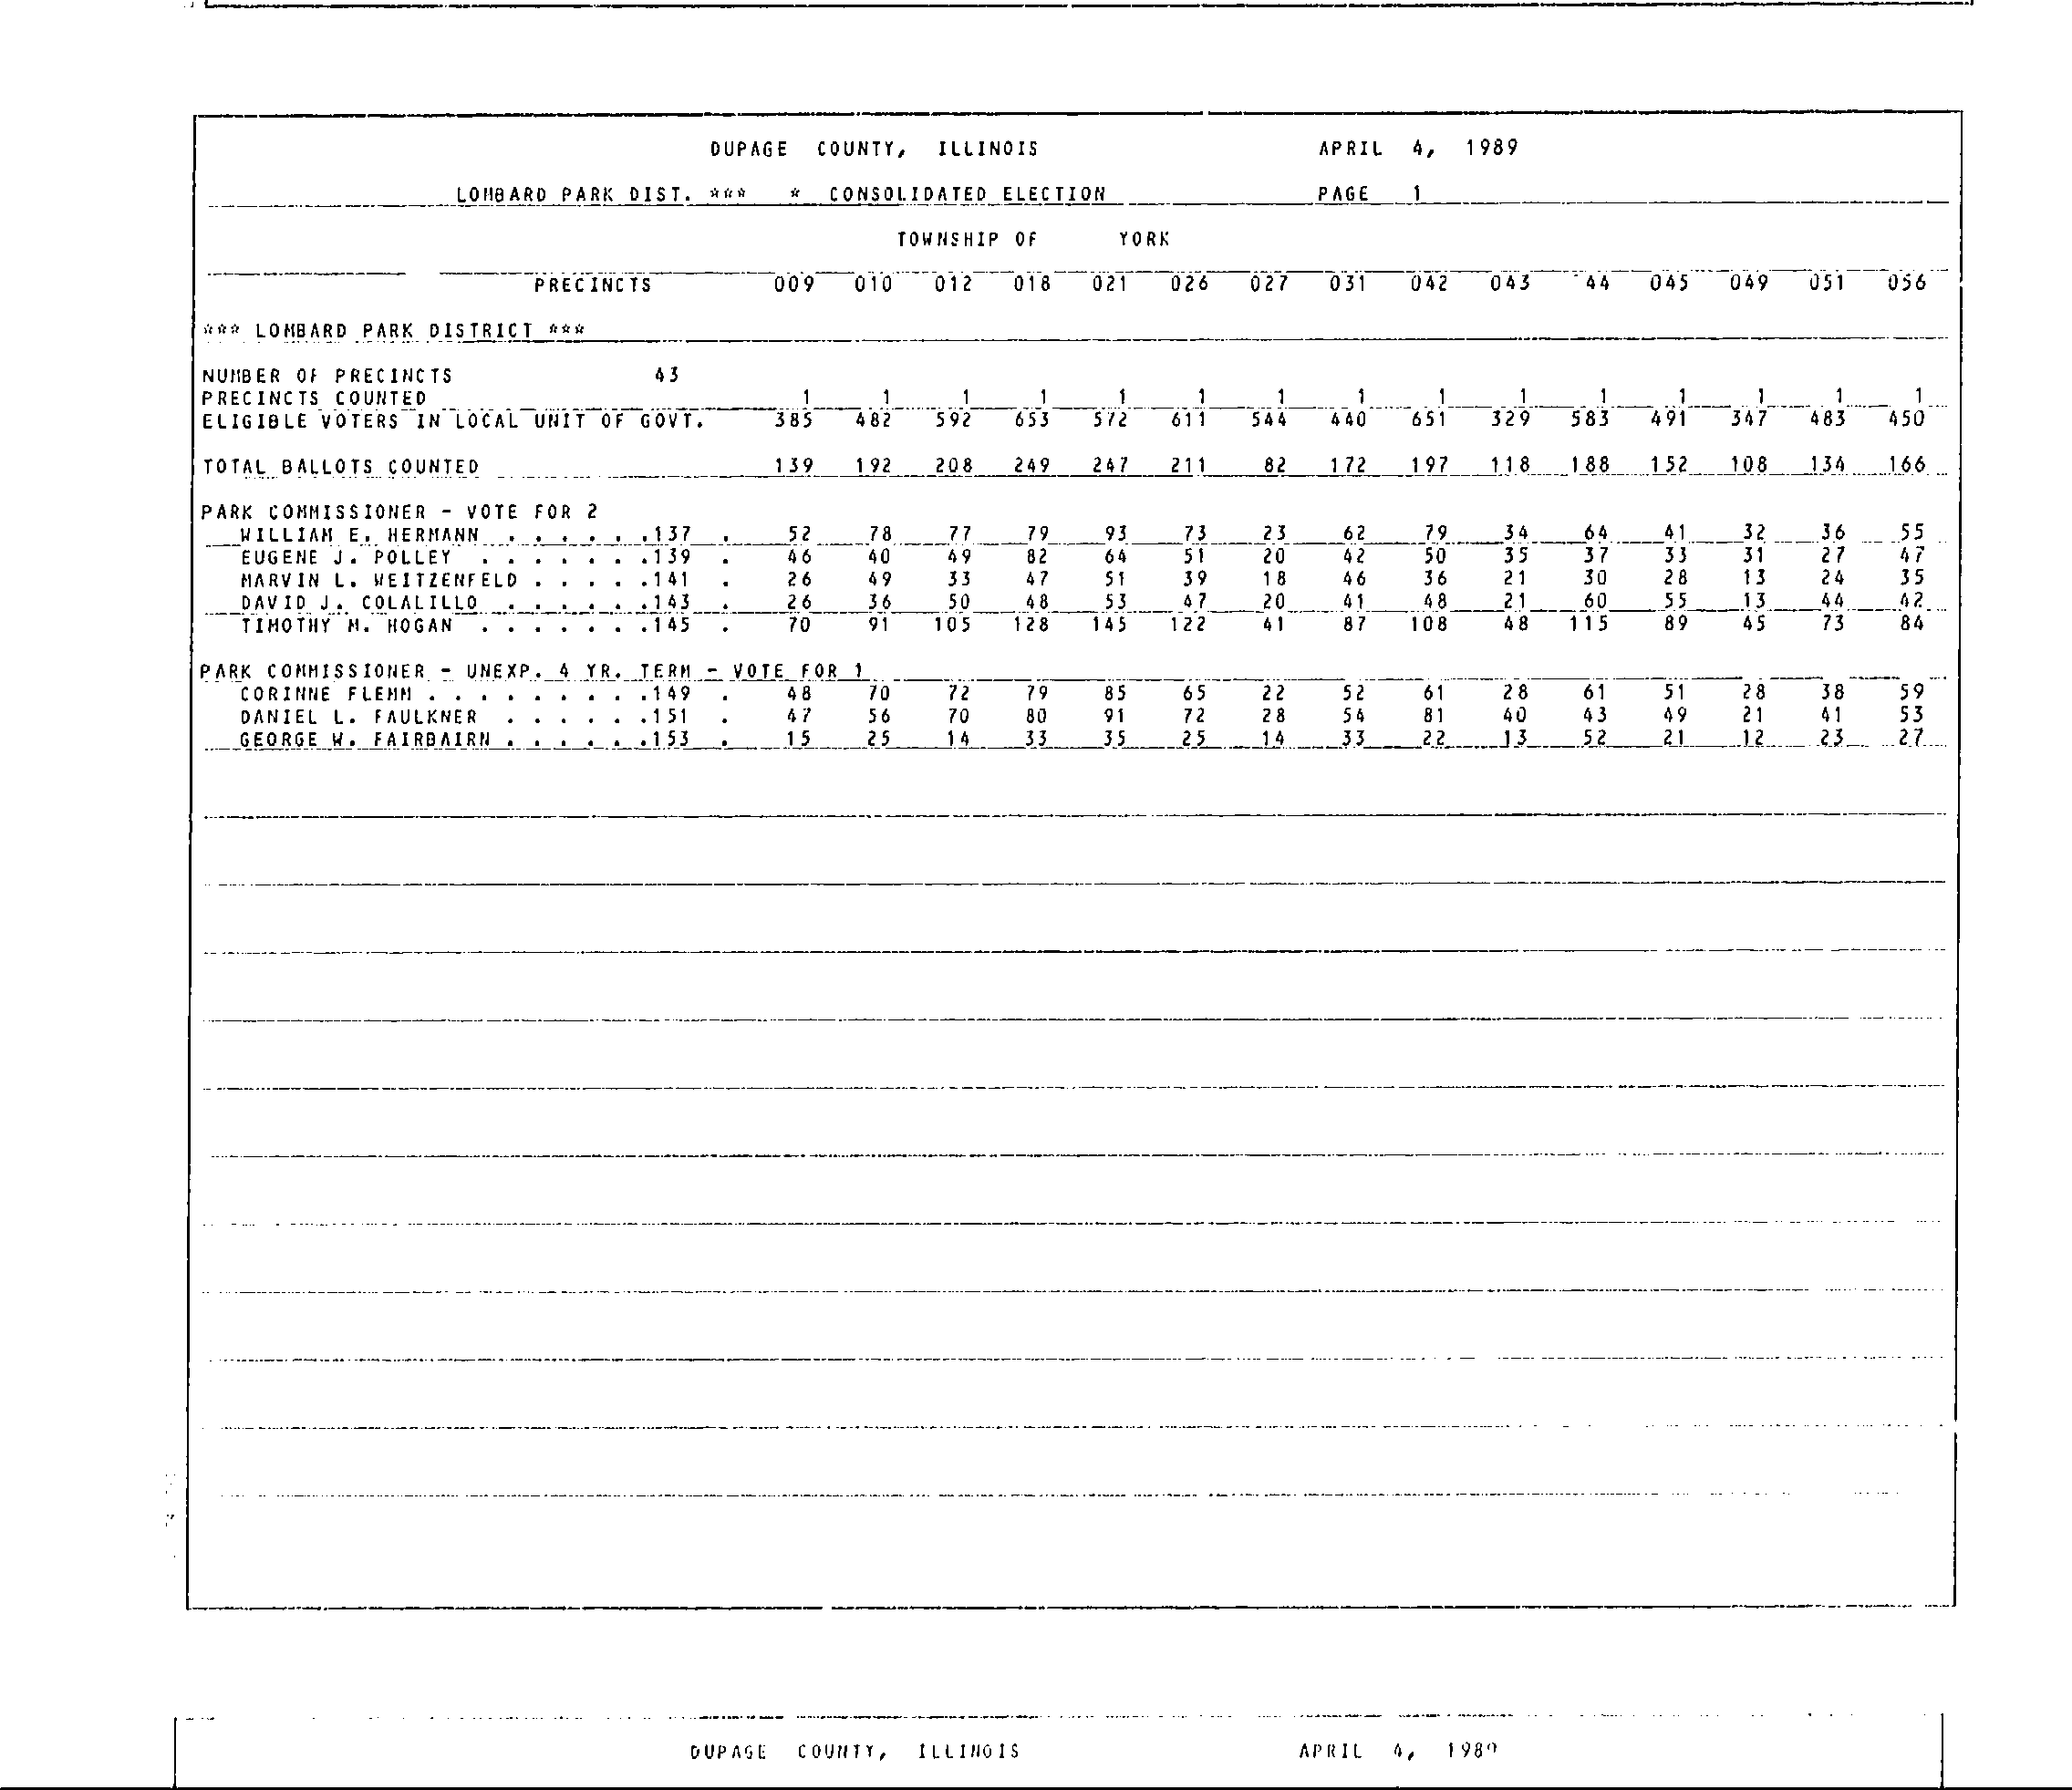 DUPAGE COUNTY, ILLINOIS APRIL 4, 1989
LOMBARD PARK DIST. *** * CONSOLIDATED ELECTION PAGE 1
TOWNSHIP OF YORK
PRECINCTS 009 010 012 018 021 026 027 031 042 043 44 045 049 051 056
*** LOMBARD PARK DISTRICT ***
NUMBER OF PRECINCTS 43
PRECINCTS COUNTED 1 1 1 1 1 1 1 1 1 1 1 1 1 1 1
ELIGIBLE VOTERS IN LOCAL UNIT OF GOVT. 385 482 592 653 572 611 544 440 651 329 583 491 347 483 450
TOTAL BALLOTS COUNTED 139 192 208 249 247 211 82 172 197 118 188 152 108 134 166
PARK COMMISSIONER - VOTE FOR 2
WILLIAM E. HERMANN . . . . . .137 . 52 78 77 79 93 73 23 62 79 34 64 41 32 36 55
EUGENE J. POLLEY . . . . . . .139 . 46 40 49 82 64 51 20 42 50 35 37 33 31 27 47
MARVIN L. WEITZENFELD . . . . .141 . 26 49 33 47 51 39 18 46 36 21 30 28 13 24 35
DAVID J. COLALILLO . . . . . .143 . 26 36 50 48 53 47 20 41 48 21 60 55 13 44 42
TIMOTHY M. HOGAN . . . . . . .145 . 70 91 105 128 145 122 41 87 108 48 115 89 45 73 84
PARK COMMISSIONER - UNEXP. 4 YR. TERM - VOTE FOR 1
CORINNE FLEMM . . . . . . . . .149 . 48 70 72 79 85 65 22 52 61 28 61 51 28 38 59
DANIEL L. FAULKNER . . . . . .151 . 47 56 70 80 91 72 28 54 81 40 43 49 21 41 53
GEORGE W. FAIRBAIRN . . . . . .153 . 15 25 14 33 35 25 14 33 22 13 52 21 12 23 27
DUPAGE COUNTY, ILLINOIS APRIL 4, 1989